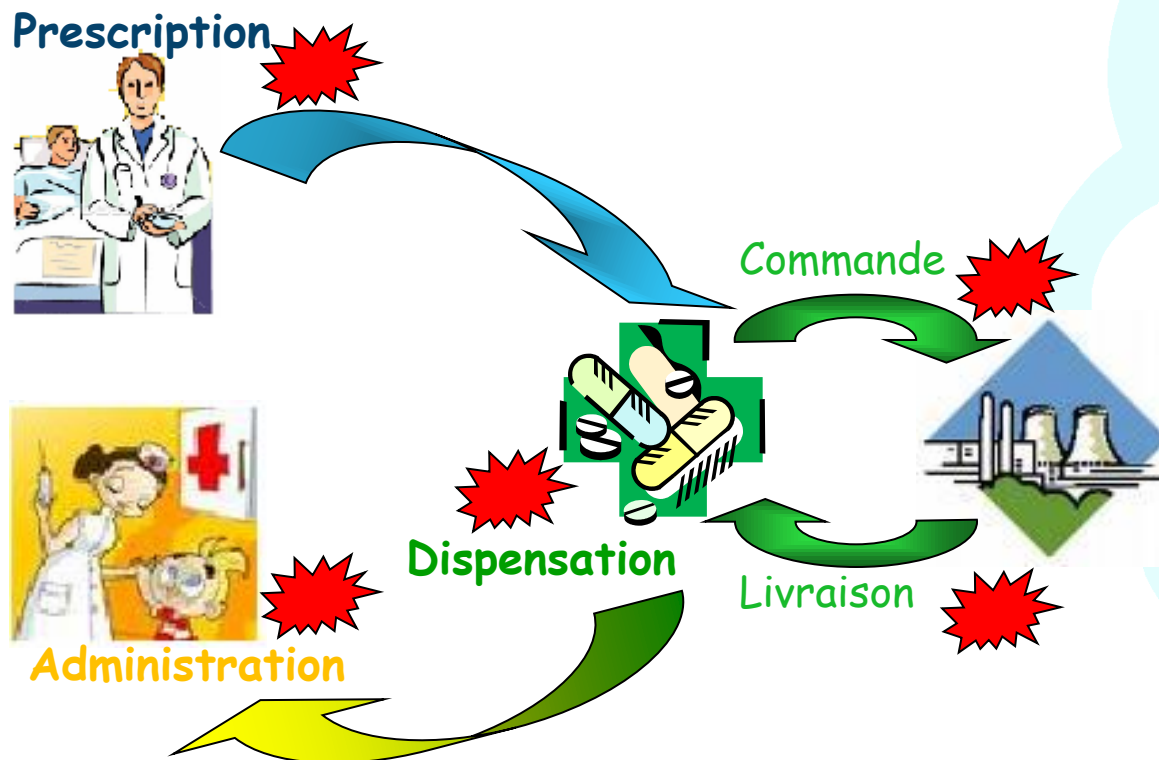 Prescription
Commande
Dispensation
Livraison
Administration